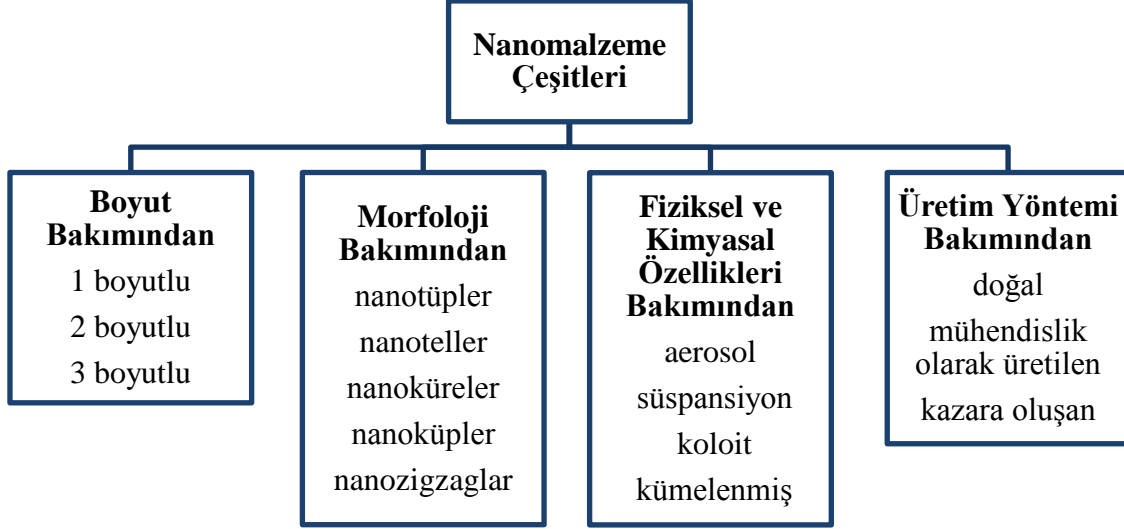 Nanomalzeme
Çeşitleri
Boyut
Bakımından
1 boyutlu
2 boyutlu
3 boyutlu
Morfoloji
Bakımından
nanotüpler
nanoteller
nanoküreler
nanoküpler
nanozigzaglar
Fiziksel ve
Kimyasal
Özellikleri
Bakımından
aerosol
süspansiyon
koloit
kümelenmiş
Üretim Yöntemi
Bakımından
doğal
mühendislik
olarak üretilen
kazara oluşan